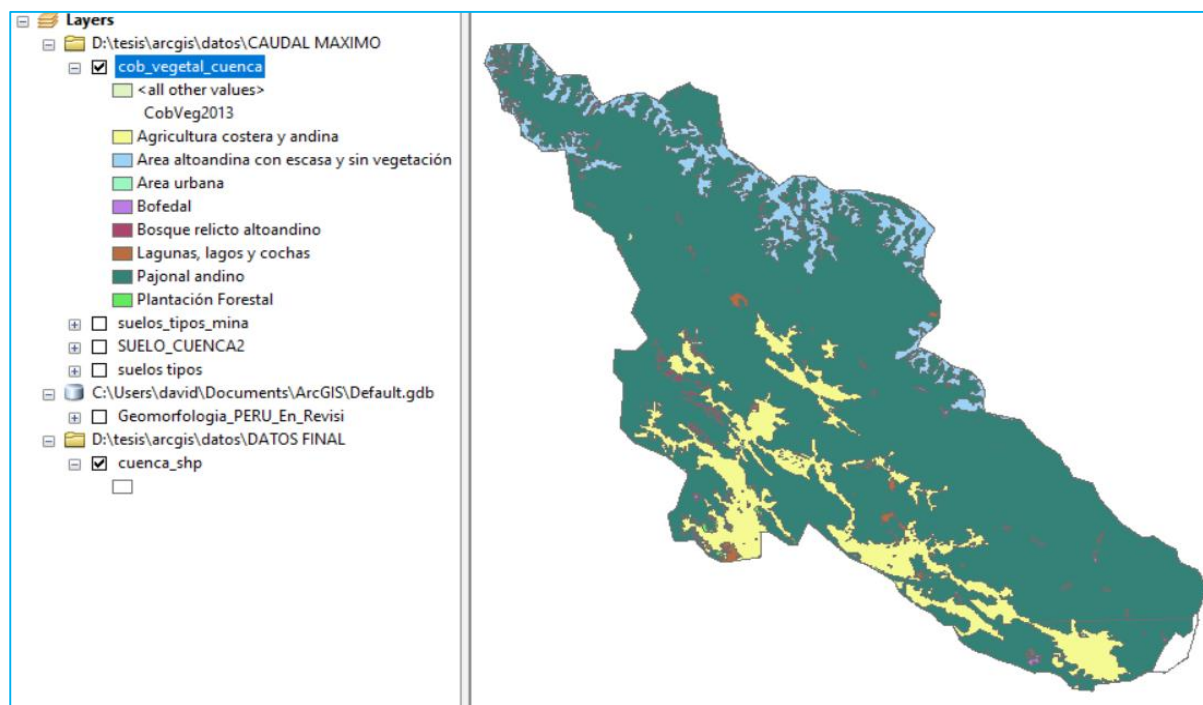 Layers
D:\tesis\arcgis\datos\CAUDAL MAXIMO
cob_vegetal_cuenca
<all other values>
CobVeg2013
Agricultura costera y andina
Area altoandina con escasa y sin vegetación
Area urbana
Bofedal
Bosque relicto altoandino
Lagunas, lagos y cochas
Pajonal andino
Plantación Forestal
suelos_tipos_mina
SUELO_CUENCA2
suelos tipos
C:\Users\david\Documents\ArcGIS\Default.gdb
Geomorfologia_PERU_En_Revisi
D:\tesis\arcgis\datos\DATOS FINAL
cuenca_shp